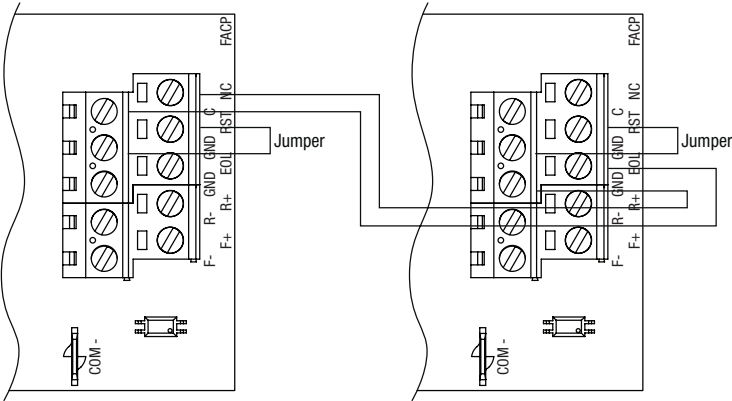 FACP
NC
C
RST
GND
EOL
GND
R+
R-
F+
F-
Jumper
COM -
FACP
NC
C
RST
GND
EOL
GND
R+
R-
F+
F-
Jumper
COM -